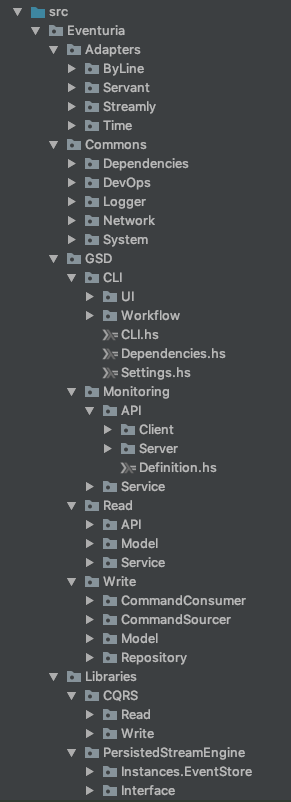 src
Eventuria
Adapters
ByLine
Servant
Streamly
Time
Commons
Dependencies
DevOps
Logger
Network
System
GSD
CLI
UI
Workflow
CLI.hs
Dependencies.hs
Settings.hs
Monitoring
API
Client
Server
Definition.hs
Service
Read
API
Model
Service
Write
CommandConsumer
CommandSourcer
Model
Repository
Libraries
CQRS
Read
Write
PersistedStreamEngine
Instances.EventStore
Interface